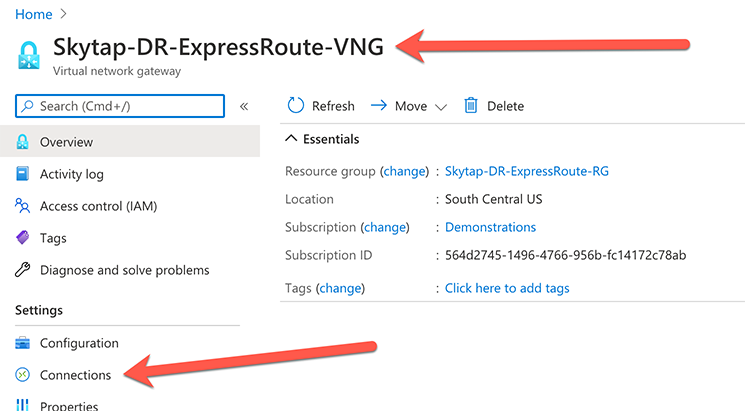 Home >
Skytap-DR-ExpressRoute-VNG
Virtual network gateway
Search (Cmd+/)
«
Refresh
Move
Delete
Overview
Activity log
Access control (IAM)
Tags
Diagnose and solve problems
Settings
Configuration
Connections
Properties
Essentials
Resource group (change) : Skytap-DR-ExpressRoute-RG
Location : South Central US
Subscription (change) : Demonstrations
Subscription ID : 564d2745-1496-4766-956b-fc14172c78ab
Tags (change) : Click here to add tags